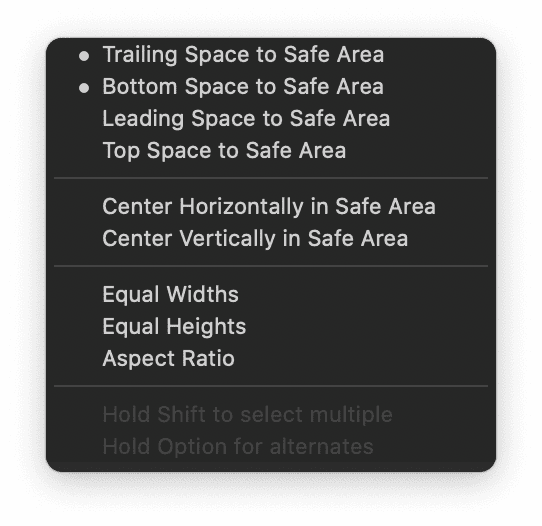 Trailing Space to Safe Area
Bottom Space to Safe Area
Leading Space to Safe Area
Top Space to Safe Area
Center Horizontally in Safe Area
Center Vertically in Safe Area
Equal Widths
Equal Heights
Aspect Ratio
Hold Shift to select multiple
Hold Option for alternates